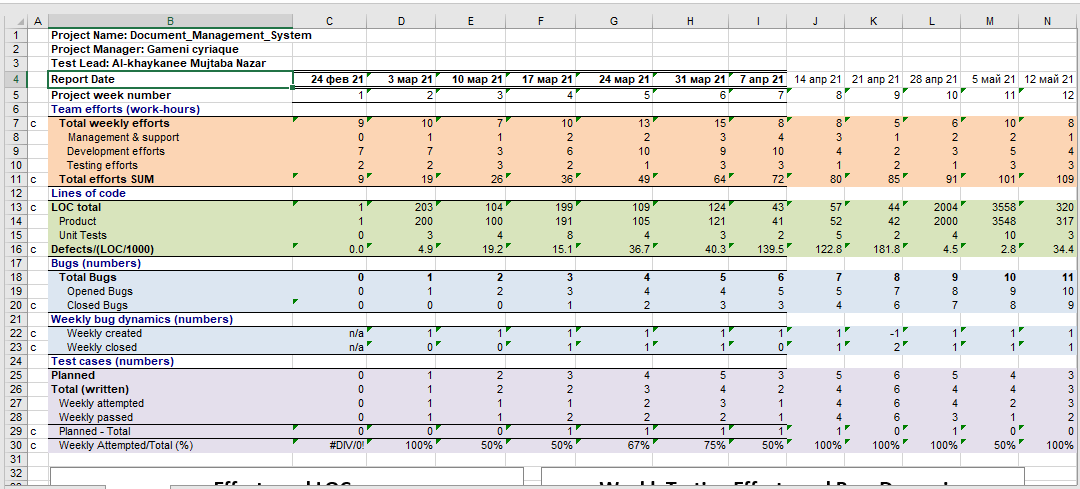 A B C D E F G H I J K L M N
1 Project Name: Document_Management_System
2 Project Manager: Gameni cyriaque
3 Test Lead: Al-khaykanee Mujtaba Nazar
4 Report Date 24 фев 21 3 мар 21 10 мар 21 17 мар 21 24 мар 21 31 мар 21 7 апр 21 14 апр 21 21 апр 21 28 апр 21 5 май 21 12 май 21
5 Project week number 1 2 3 4 5 6 7 8 9 10 11 12
6 Team efforts (work-hours)
7 c Total weekly efforts 9 10 7 10 13 15 8 8 5 6 10 8
8 Management & support 0 1 1 2 2 3 4 3 1 2 2 1
9 Development efforts 7 7 3 6 10 9 10 4 2 3 5 4
10 Testing efforts 2 2 3 2 1 3 3 1 2 1 3 3
11 c Total efforts SUM 9 19 26 36 49 64 72 80 85 91 101 109
12 Lines of code
13 c LOC total 1 203 104 199 109 124 43 57 44 2004 3558 320
14 Product 1 200 100 191 105 121 41 52 42 2000 3548 317
15 Unit Tests 0 3 4 8 4 3 2 5 2 4 10 3
16 c Defects/(LOC/1000) 0.0 4.9 19.2 15.1 36.7 40.3 139.5 122.8 181.8 4.5 2.8 34.4
17 Bugs (numbers)
18 Total Bugs 0 1 2 3 4 5 6 7 8 9 10 11
19 Opened Bugs 0 1 2 3 4 4 5 5 7 8 9 10
20 c Closed Bugs 0 0 0 1 2 3 3 4 6 7 8 9
21 Weekly bug dynamics (numbers)
22 c Weekly created n/a 1 1 1 1 1 1 1 -1 1 1 1
23 c Weekly closed n/a 0 0 1 1 1 0 1 2 1 1 1
24 Test cases (numbers)
25 Planned 0 1 2 3 4 5 3 5 6 5 4 3
26 Total (written) 0 1 2 2 3 4 2 4 6 4 4 3
27 Weekly attempted 0 1 1 1 2 3 1 4 6 4 2 3
28 Weekly passed 0 1 1 2 2 2 1 4 6 3 1 2
29 c Planned - Total 0 0 0 1 1 1 1 1 0 1 0 0
30 c Weekly Attempted/Total (%) #DIV/0! 100% 50% 50% 67% 75% 50% 100% 100% 100% 50% 100%
31
32